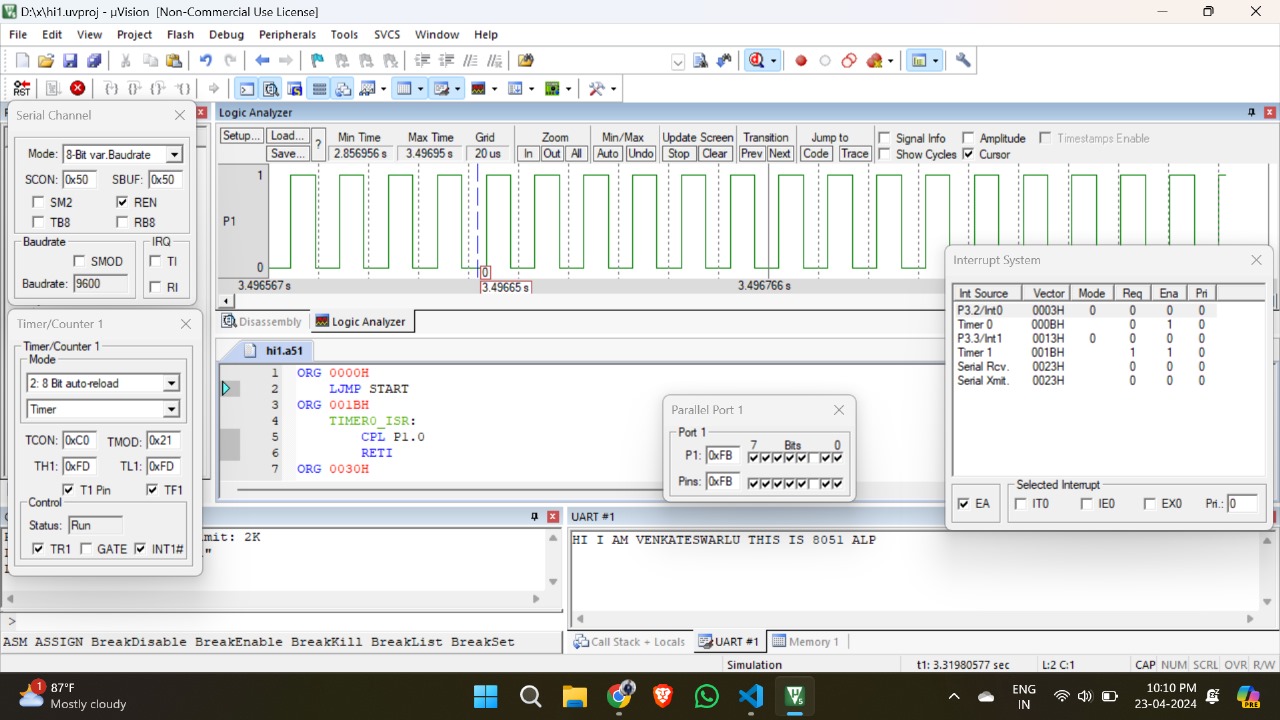 D:\x\hi1.uvproj - µVision [Non-Commercial Use License]
File Edit View Project Flash Debug Peripherals Tools SVCS Window Help
RST
Serial Channel
Mode: 8-Bit var.Baudrate
SCON: 0x50 SBUF: 0x50
SM2 REN
TB8 RB8
Baudrate IRQ
SMOD TI
Baudrate: 9600 RI
Timer/Counter 1
Timer/Counter 1
Mode
2: 8 Bit auto-reload
Timer
TCON: 0xC0 TMOD: 0x21
TH1: 0xFD TL1: 0xFD
T1 Pin TF1
Control
Status: Run
TR1 GATE INT1#
Logic Analyzer
Setup... Load... Min Time Max Time Grid Zoom Min/Max Update Screen Transition Jump to Signal Info Amplitude Timestamps Enable
Save... ? 2.856956 s 3.49695 s 20 us In Out All Auto Undo Stop Clear Prev Next Code Trace Show Cycles Cursor
1
P1
0
0
3.496567 s 3.49665 s 3.496766 s
Disassembly Logic Analyzer
hi1.a51
1 ORG 0000H
2 LJMP START
3 ORG 001BH
4 TIMER0_ISR:
5 CPL P1.0
6 RETI
7 ORG 0030H
Parallel Port 1
Port 1
7 Bits 0
P1: 0xFB
Pins: 0xFB
Interrupt System
Int Source Vector Mode Req Ena Pri
P3.2/Int0 0003H 0 0 0 0
Timer 0 000BH 0 1 0
P3.3/Int1 0013H 0 0 0 0
Timer 1 001BH 1 1 0
Serial Rcv. 0023H 0 0 0
Serial Xmit. 0023H 0 0 0
Selected Interrupt
EA IT0 IE0 EX0 Pri.: 0
mit: 2K
"
>
ASM ASSIGN BreakDisable BreakEnable BreakKill BreakList BreakSet
UART #1
HI I AM VENKATESWARLU THIS IS 8051 ALP
Call Stack + Locals UART #1 Memory 1
Simulation t1: 3.31980577 sec L:2 C:1 CAP NUM SCRL OVR R/W
1
87°F
Mostly cloudy
ENG
IN
10:10 PM
23-04-2024
PRE